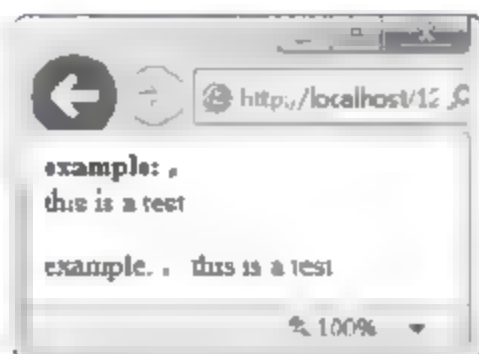 http://localhost/12
example: ,
this is a test
example: , this is a test
100%